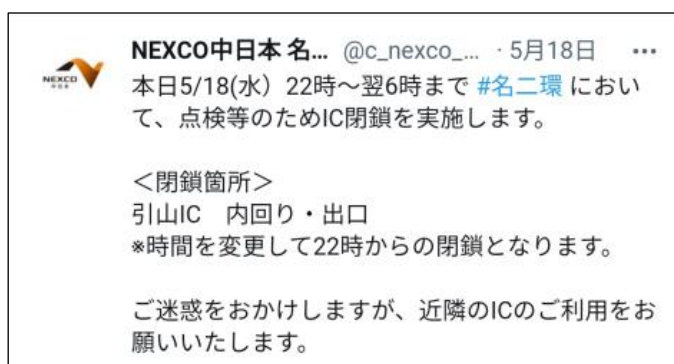 NEXCO中日本 名... @c_nexco_... ・5月18日 …
NEXCO
中日本
本日5/18(水）22時～翌6時まで #名二環 におい
て、点検等のためIC閉鎖を実施します。
＜閉鎖箇所＞
引山IC　内回り・出口
※時間を変更して22時からの閉鎖となります。
ご迷惑をおかけしますが、近隣のICのご利用をお
願いいたします。